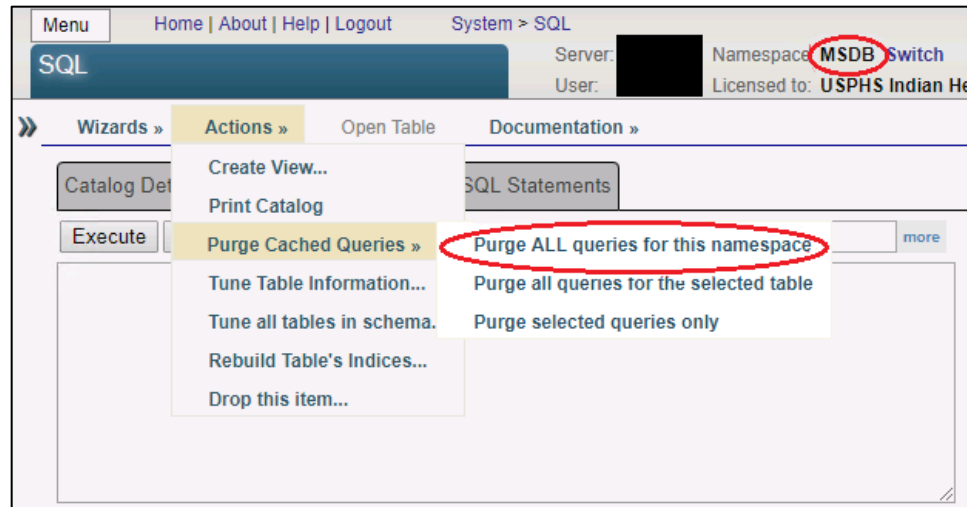 Menu Home | About | Help | Logout System > SQL
SQL Server: Namespace MSDB Switch
User: Licensed to: USPHS Indian He
» Wizards » Actions » Open Table Documentation »
Create View...
Catalog Det SQL Statements
Print Catalog
Execute Purge Cached Queries » Purge ALL queries for this namespace more
Tune Table Information... Purge all queries for the selected table
Tune all tables in schema. Purge selected queries only
Rebuild Table's Indices...
Drop this item...